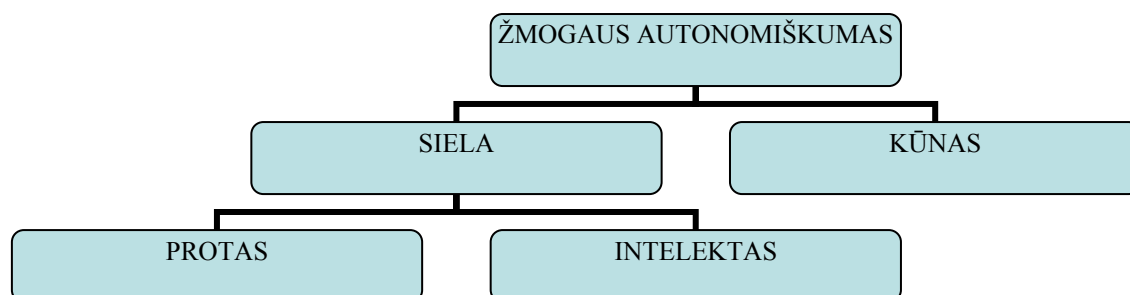 ŽMOGAUS AUTONOMIŠKUMAS
SIELA
KŪNAS
PROTAS
INTELEKTAS